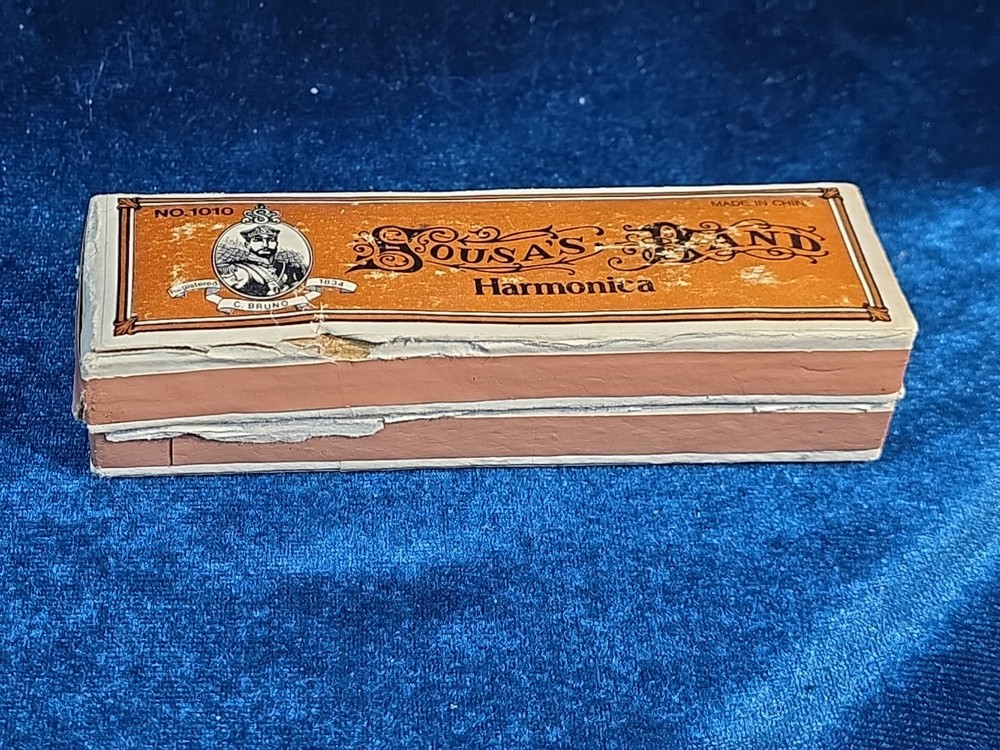 NO.1010
MADE IN CHINA
SOUSA'S BAND
Harmonica
Registered 1834
C. BRUNO